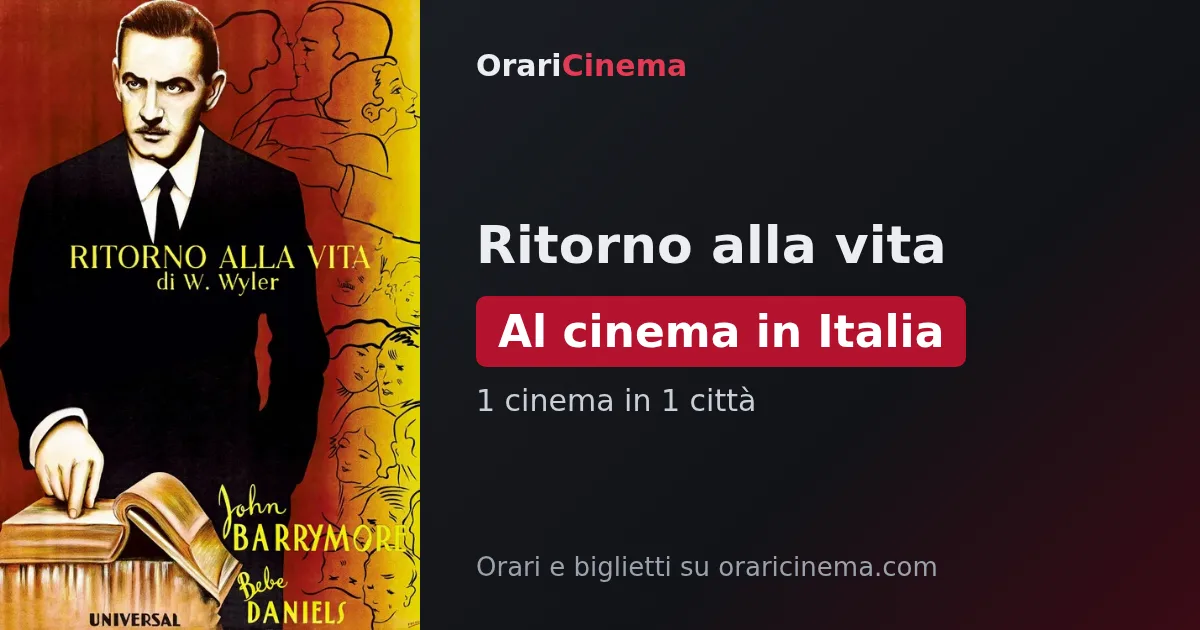 RITORNO ALLA VITA
di W. Wyler
John
BARRYMORE
Bebe
DANIELS
UNIVERSAL
OrariCinema
Ritorno alla vita
Al cinema in Italia
1 cinema in 1 città
Orari e biglietti su oraricinema.com